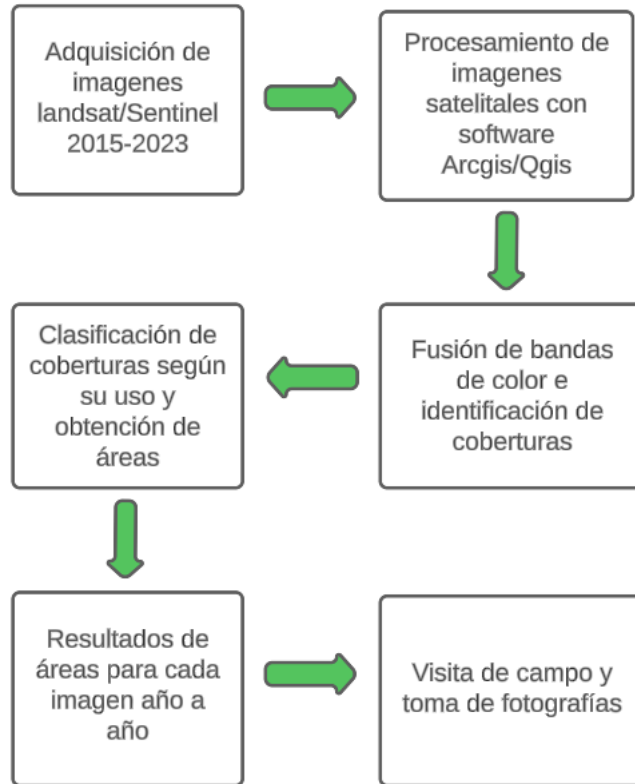 Adquisición de
imagenes
landsat/Sentinel
2015-2023
Procesamiento de
imagenes
satelitales con
software
Arcgis/Qgis
Fusión de bandas
de color e
identificación de
coberturas
Clasificación de
coberturas según
su uso y
obtención de
áreas
Resultados de
áreas para cada
imagen año a
año
Visita de campo y
toma de fotografías